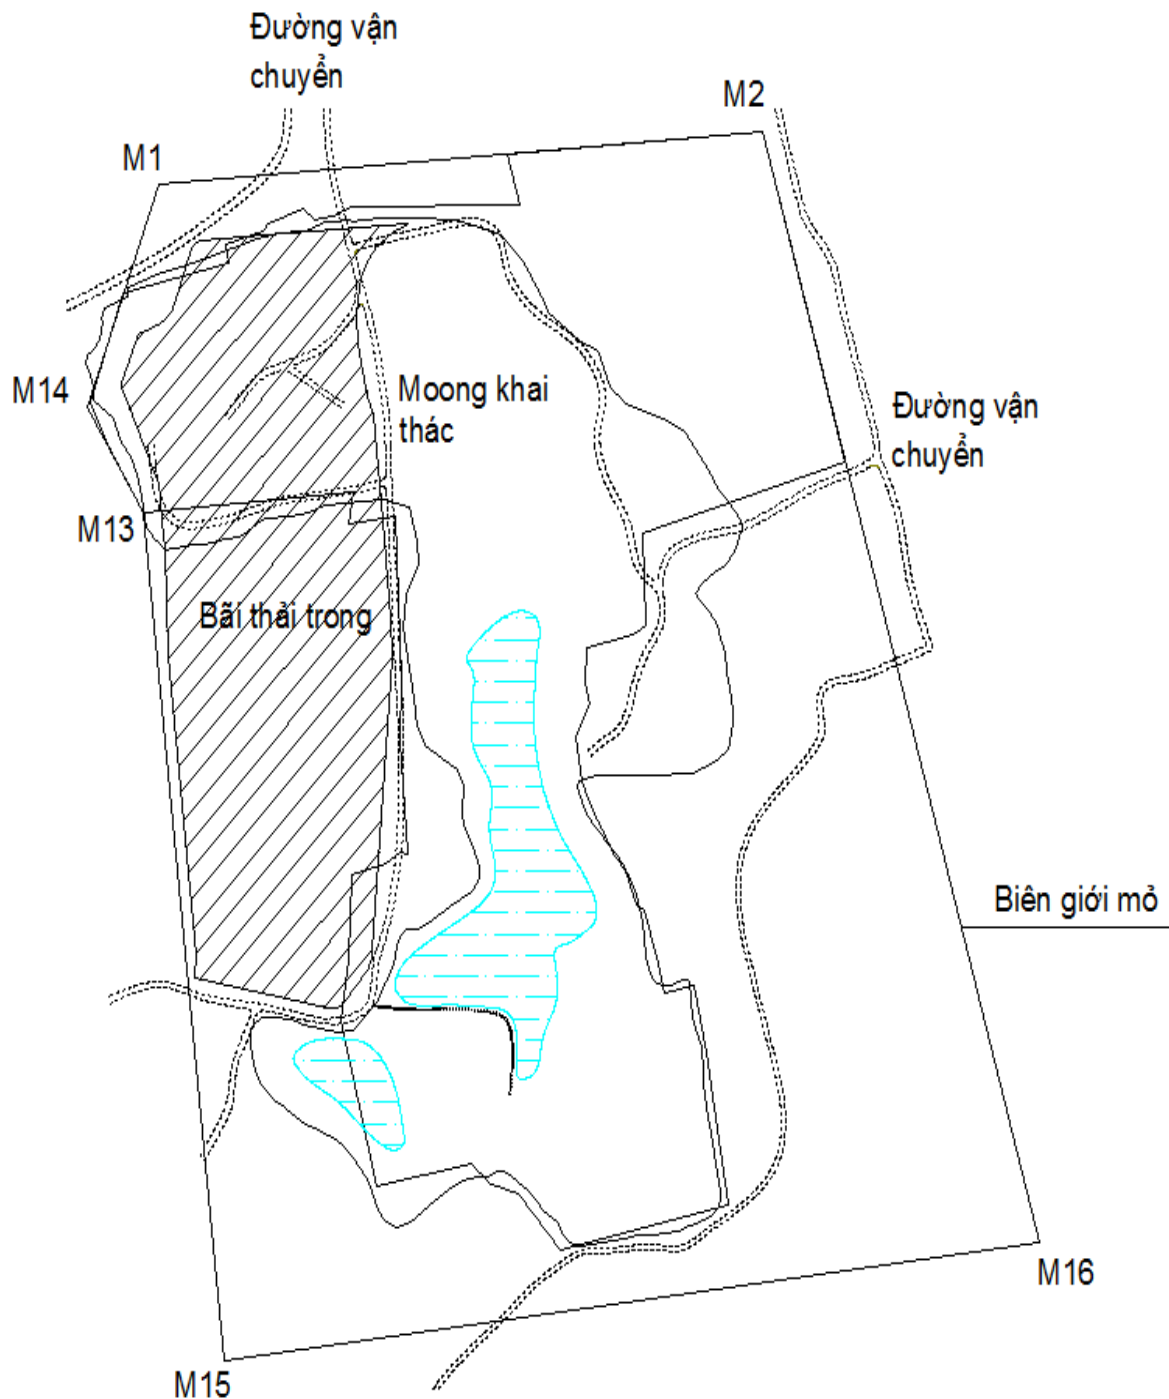 Đường vận
chuyển
M2
M1
M14
Moong khai
thác
Đường vận
chuyển
M13
Bãi thải trong
Biên giới mỏ
M16
M15